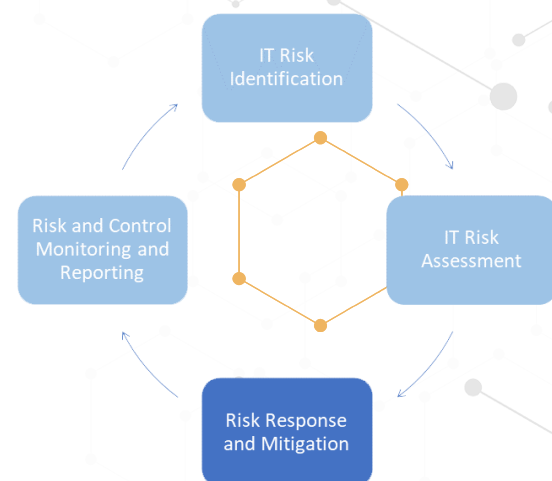 IT Risk
Identification
IT Risk
Assessment
Risk Response
and Mitigation
Risk and Control
Monitoring and
Reporting